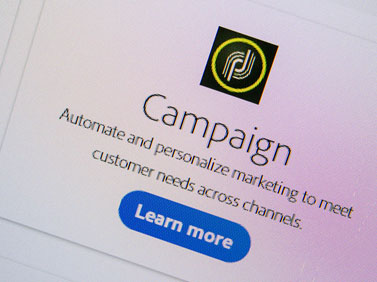 Campaign
Automate and personalize marketing to meet
customer needs across channels.
Learn more